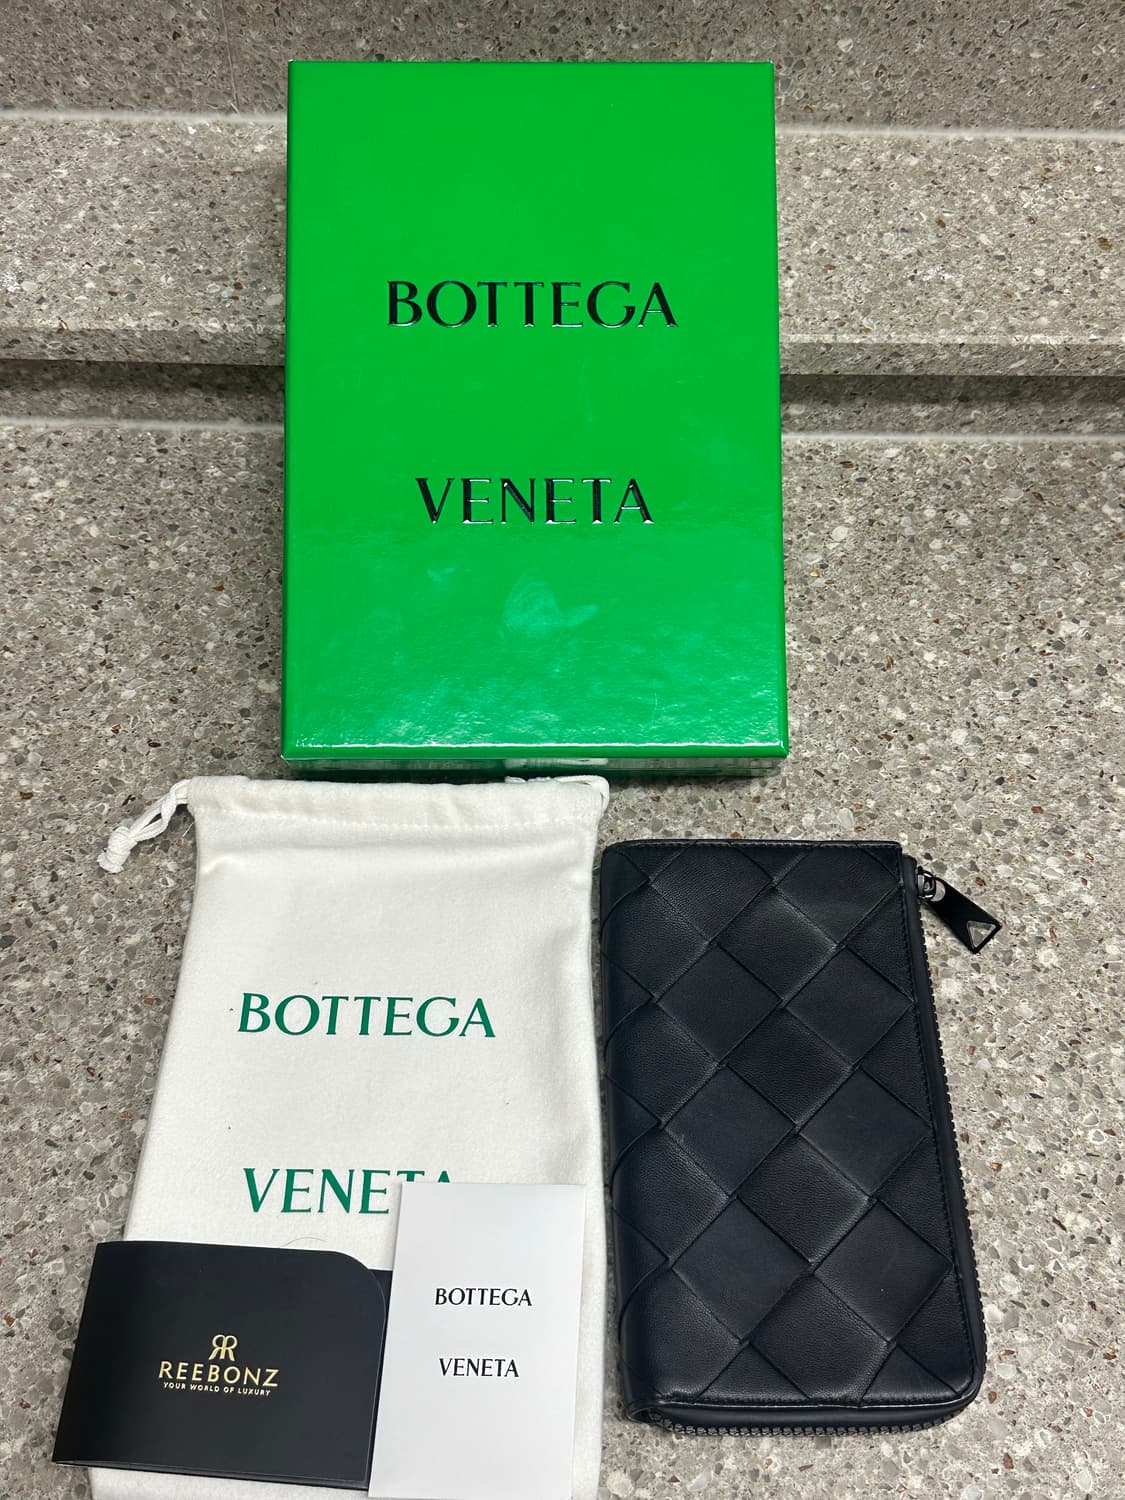 BOTTEGA
VENETA
BOTTEGA
VENETA
REEBONZ
YOUR WORLD OF LUXURY
BOTTEGA
VENETA